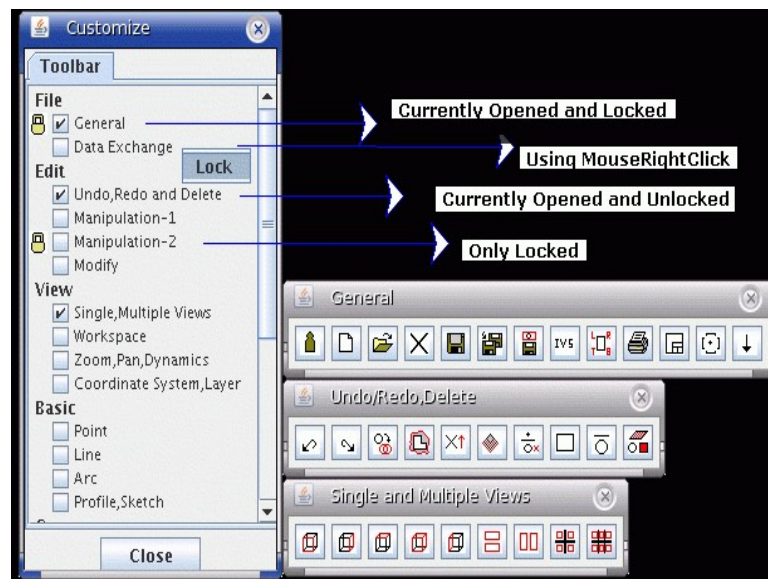 Customize
Toolbar
File
General
Data Exchange
Lock
Edit
Undo,Redo and Delete
Manipulation-1
Manipulation-2
Modify
View
Single,Multiple Views
Workspace
Zoom,Pan,Dynamics
Coordinate System,Layer
Basic
Point
Line
Arc
Profile,Sketch
Close
Currently Opened and Locked
Using MouseRightClick
Currently Opened and Unlocked
Only Locked
General
IVS
L R
T B
Undo/Redo,Delete
Single and Multiple Views